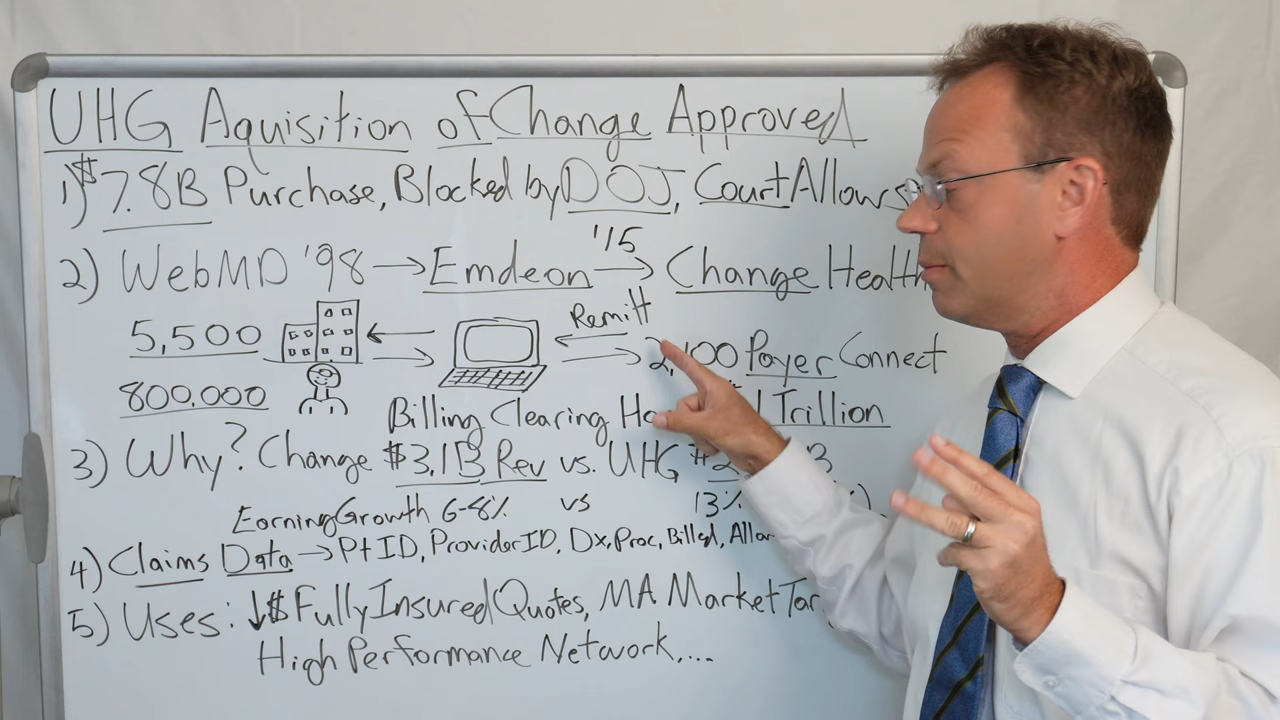 UHG Aquisition of Change Approved
1) $7.8B Purchase, Blocked by DOJ, Court Allows
'15
2) WebMD '98 → Emdeon → Change Health
Remitt
5,500 2,100 Payer Connect
800,000
Billing Clearing Trillion
3) Why? Change $3.1B Rev vs. UHG
Earning Growth 6-8% vs 13%
4) Claims Data → Pt ID, Provider ID, Dx, Proc, Billed,
5) Uses: ↓$ Fully Insured Quotes, MA Market
High Performance Network,...